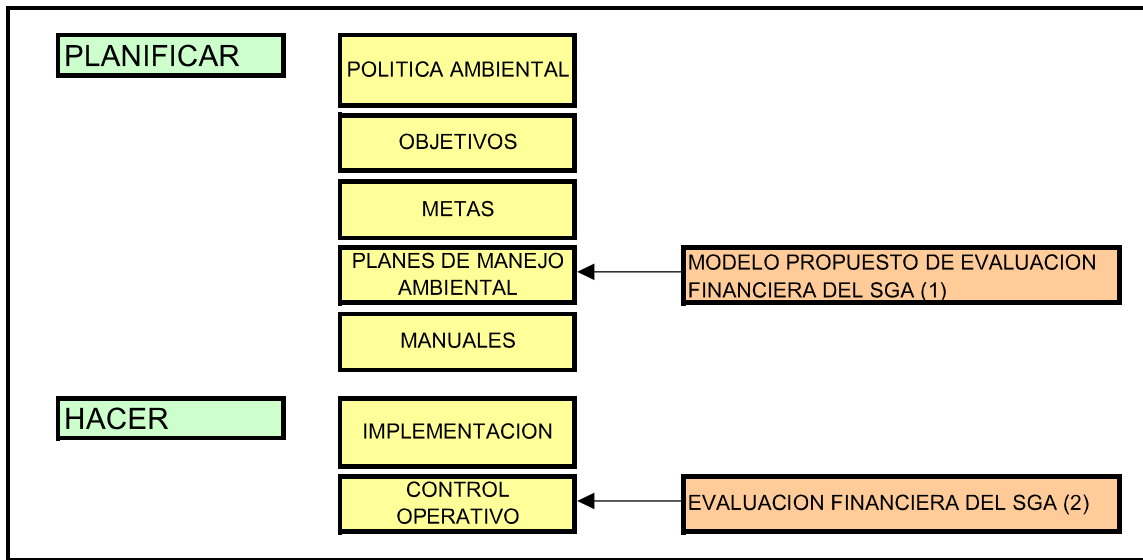 PLANIFICAR
POLITICA AMBIENTAL
OBJETIVOS
METAS
PLANES DE MANEJO
AMBIENTAL
MODELO PROPUESTO DE EVALUACION
FINANCIERA DEL SGA (1)
MANUALES
HACER
IMPLEMENTACION
CONTROL
OPERATIVO
EVALUACION FINANCIERA DEL SGA (2)